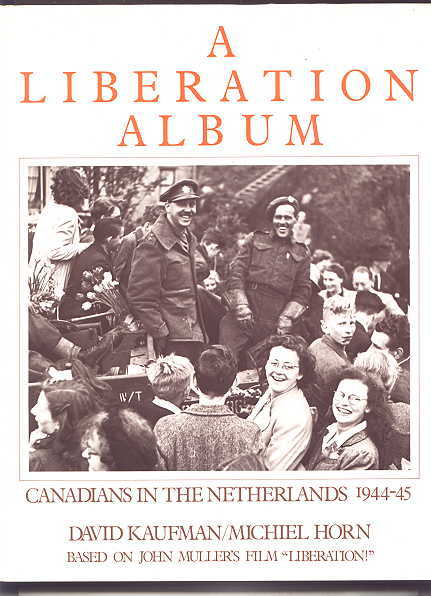 A
LIBERATION
ALBUM
W/T
CANADIANS IN THE NETHERLANDS 1944-45
DAVID KAUFMAN/MICHIEL HORN
BASED ON JOHN MULLER'S FILM "LIBERATION!"